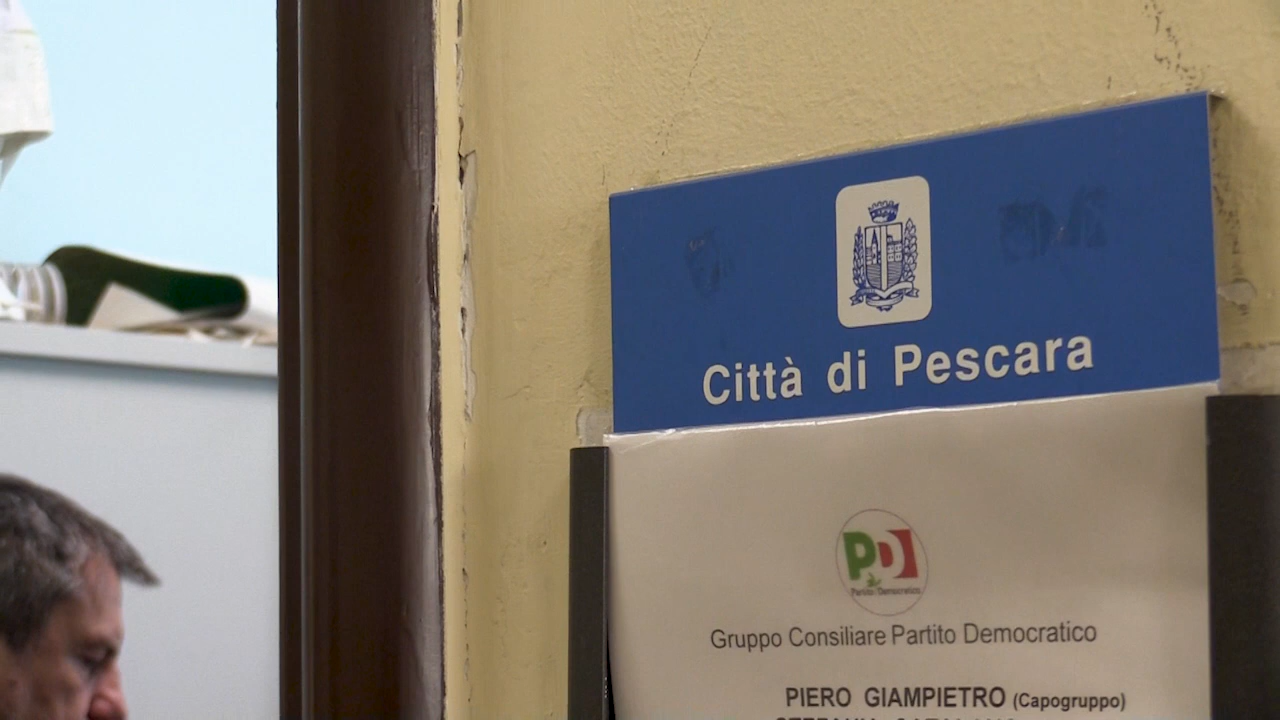 Città di Pescara
PD
Partito Democratico
Gruppo Consiliare Partito Democratico
PIERO GIAMPIETRO (Capogruppo)